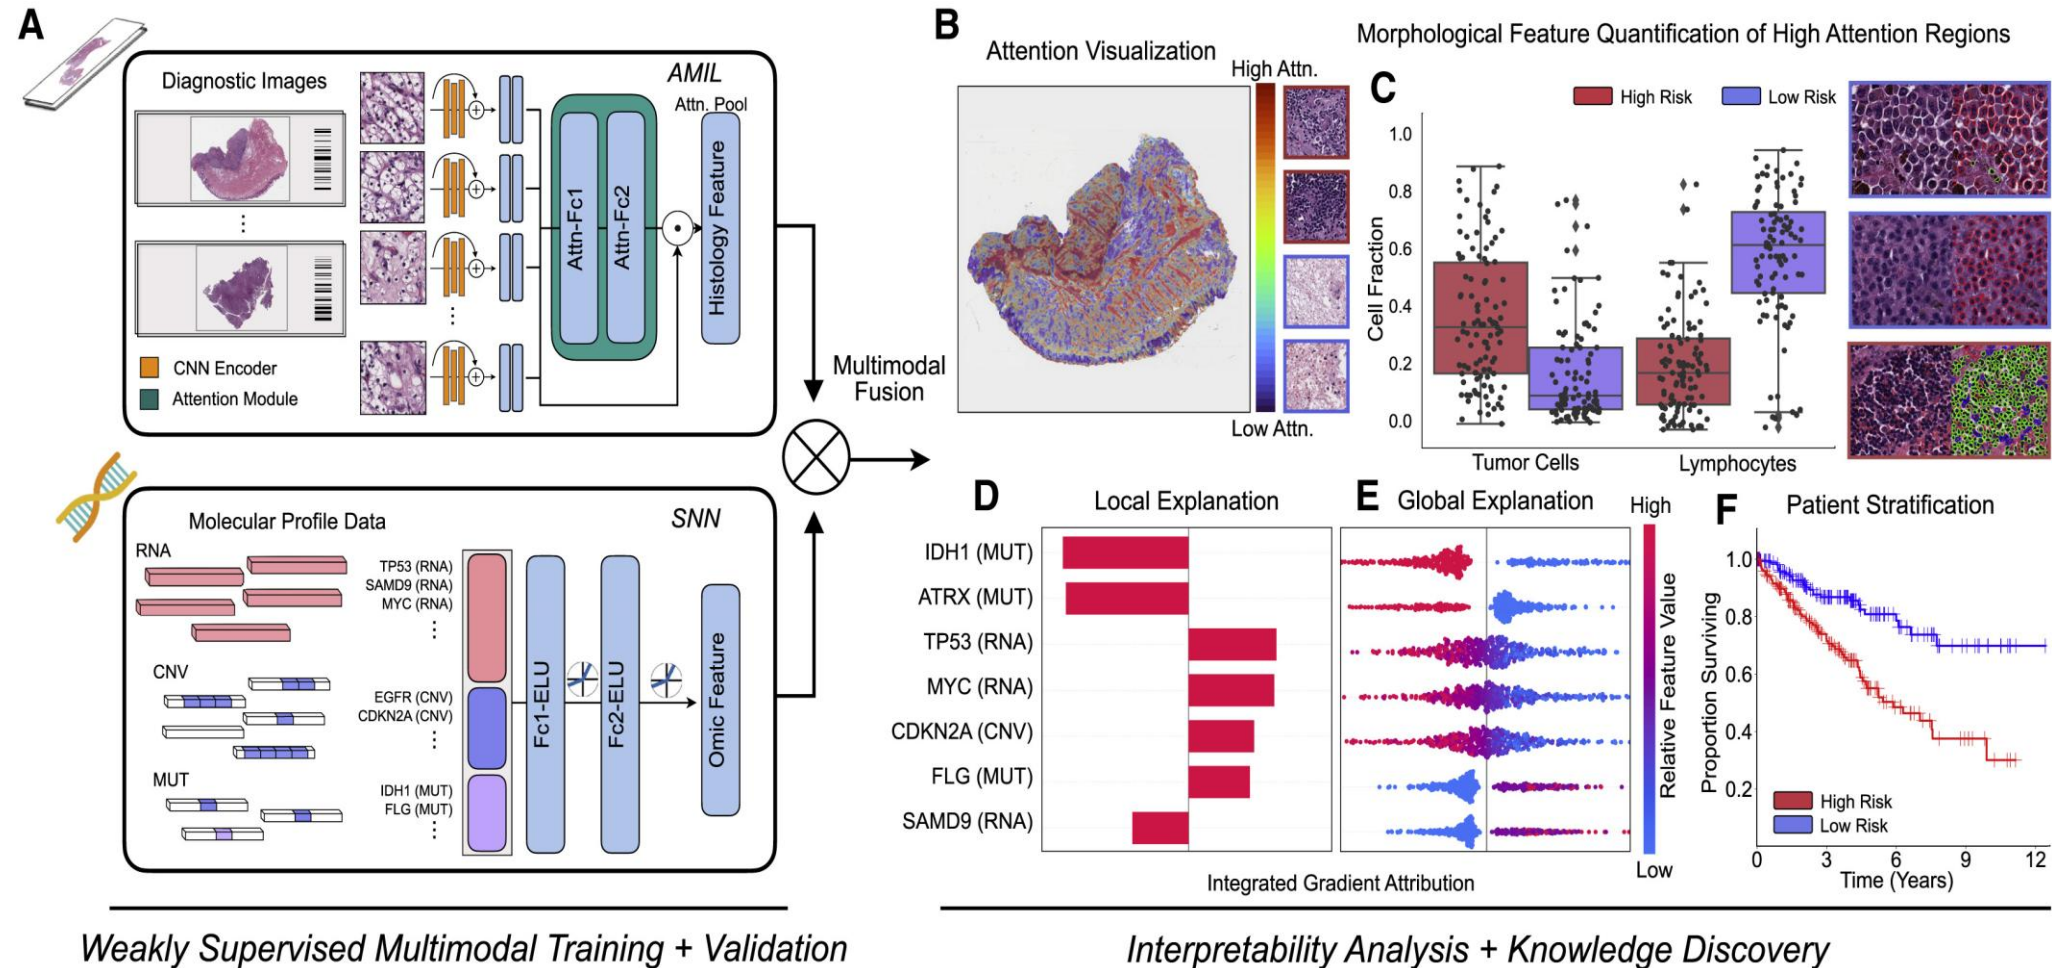 A
Diagnostic Images
AMIL
Attn. Pool
Attn-Fc1
Attn-Fc2
Histology Feature
CNN Encoder
Attention Module
Multimodal
Fusion
Molecular Profile Data
SNN
RNA
TP53 (RNA)
SAMD9 (RNA)
MYC (RNA)
CNV
EGFR (CNV)
CDKN2A (CNV)
MUT
IDH1 (MUT)
FLG (MUT)
Fc1-ELU
Fc2-ELU
Omic Feature
Weakly Supervised Multimodal Training + Validation
B
Attention Visualization
High Attn.
Low Attn.
Morphological Feature Quantification of High Attention Regions
C
High Risk
Low Risk
Cell Fraction
1.0
0.8
0.6
0.4
0.2
0.0
Tumor Cells
Lymphocytes
D
Local Explanation
IDH1 (MUT)
ATRX (MUT)
TP53 (RNA)
MYC (RNA)
CDKN2A (CNV)
FLG (MUT)
SAMD9 (RNA)
E
Global Explanation
High
Relative Feature Value
Low
Integrated Gradient Attribution
F
Patient Stratification
Proportion Surviving
1.0
0.8
0.6
0.4
0.2
High Risk
Low Risk
0
3
6
9
12
Time (Years)
Interpretability Analysis + Knowledge Discovery